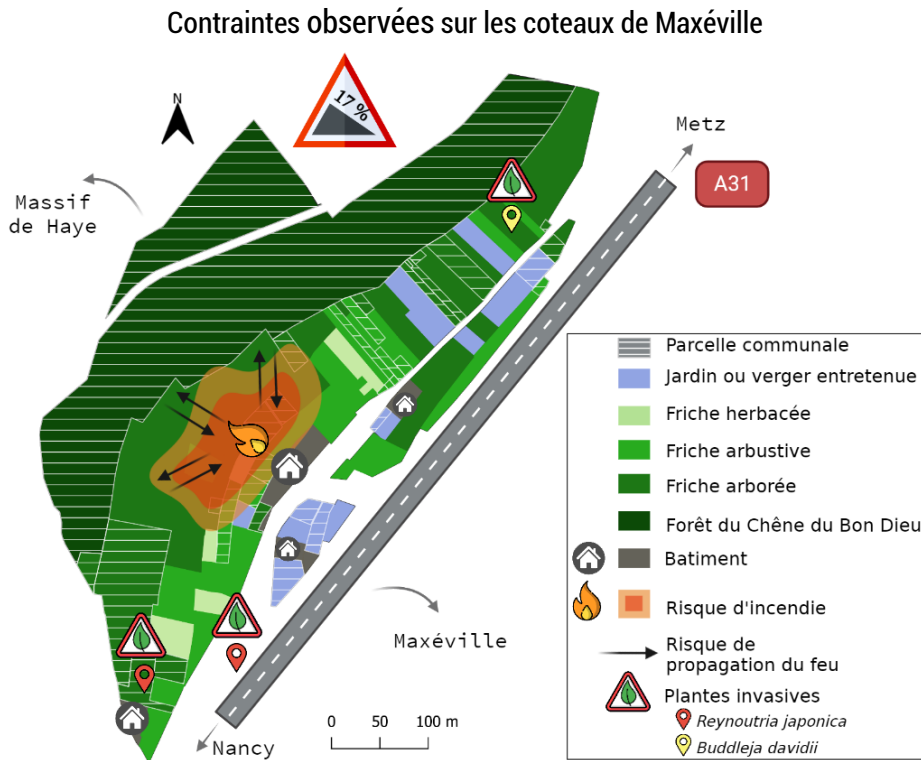 Contraintes observées sur les coteaux de Maxéville
17 %
N
Metz
A31
Massif
de Haye
Parcelle communale
Jardin ou verger entretenue
Friche herbacée
Friche arbustive
Friche arborée
Forêt du Chêne du Bon Dieu
Batiment
Risque d'incendie
Risque de
propagation du feu
Plantes invasives
Reynoutria japonica
Buddleja davidii
Maxéville
Nancy
0 50 100 m